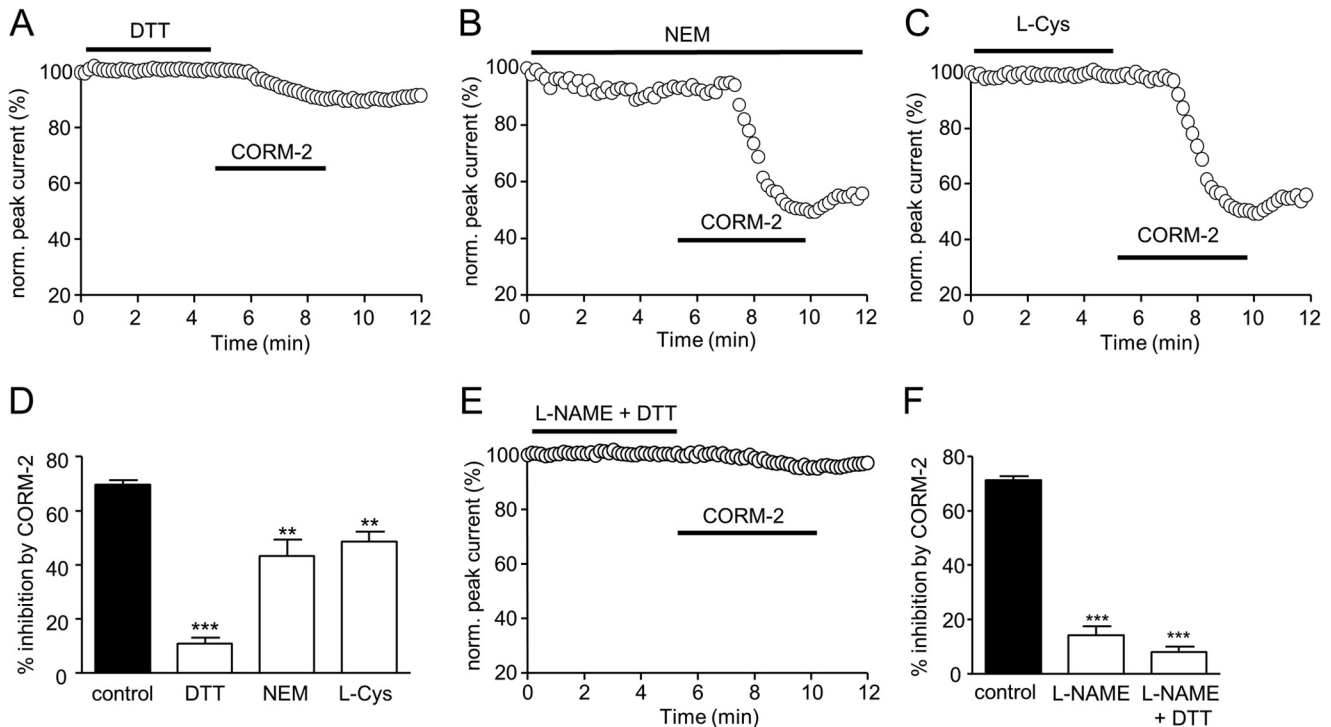 A
DTT
100
80
60
40
20
norm. peak current (%)
CORM-2
0 2 4 6 8 10 12
Time (min)
B
NEM
100
80
60
40
20
norm. peak current (%)
CORM-2
0 2 4 6 8 10 12
Time (min)
C
L-Cys
100
80
60
40
20
norm. peak current (%)
CORM-2
0 2 4 6 8 10 12
Time (min)
D
80
60
40
20
0
% inhibition by CORM-2
***
**
**
control DTT NEM L-Cys
E
L-NAME + DTT
100
80
60
40
20
norm. peak current (%)
CORM-2
0 2 4 6 8 10 12
Time (min)
F
80
60
40
20
0
% inhibition by CORM-2
***
***
control L-NAME L-NAME
+ DTT